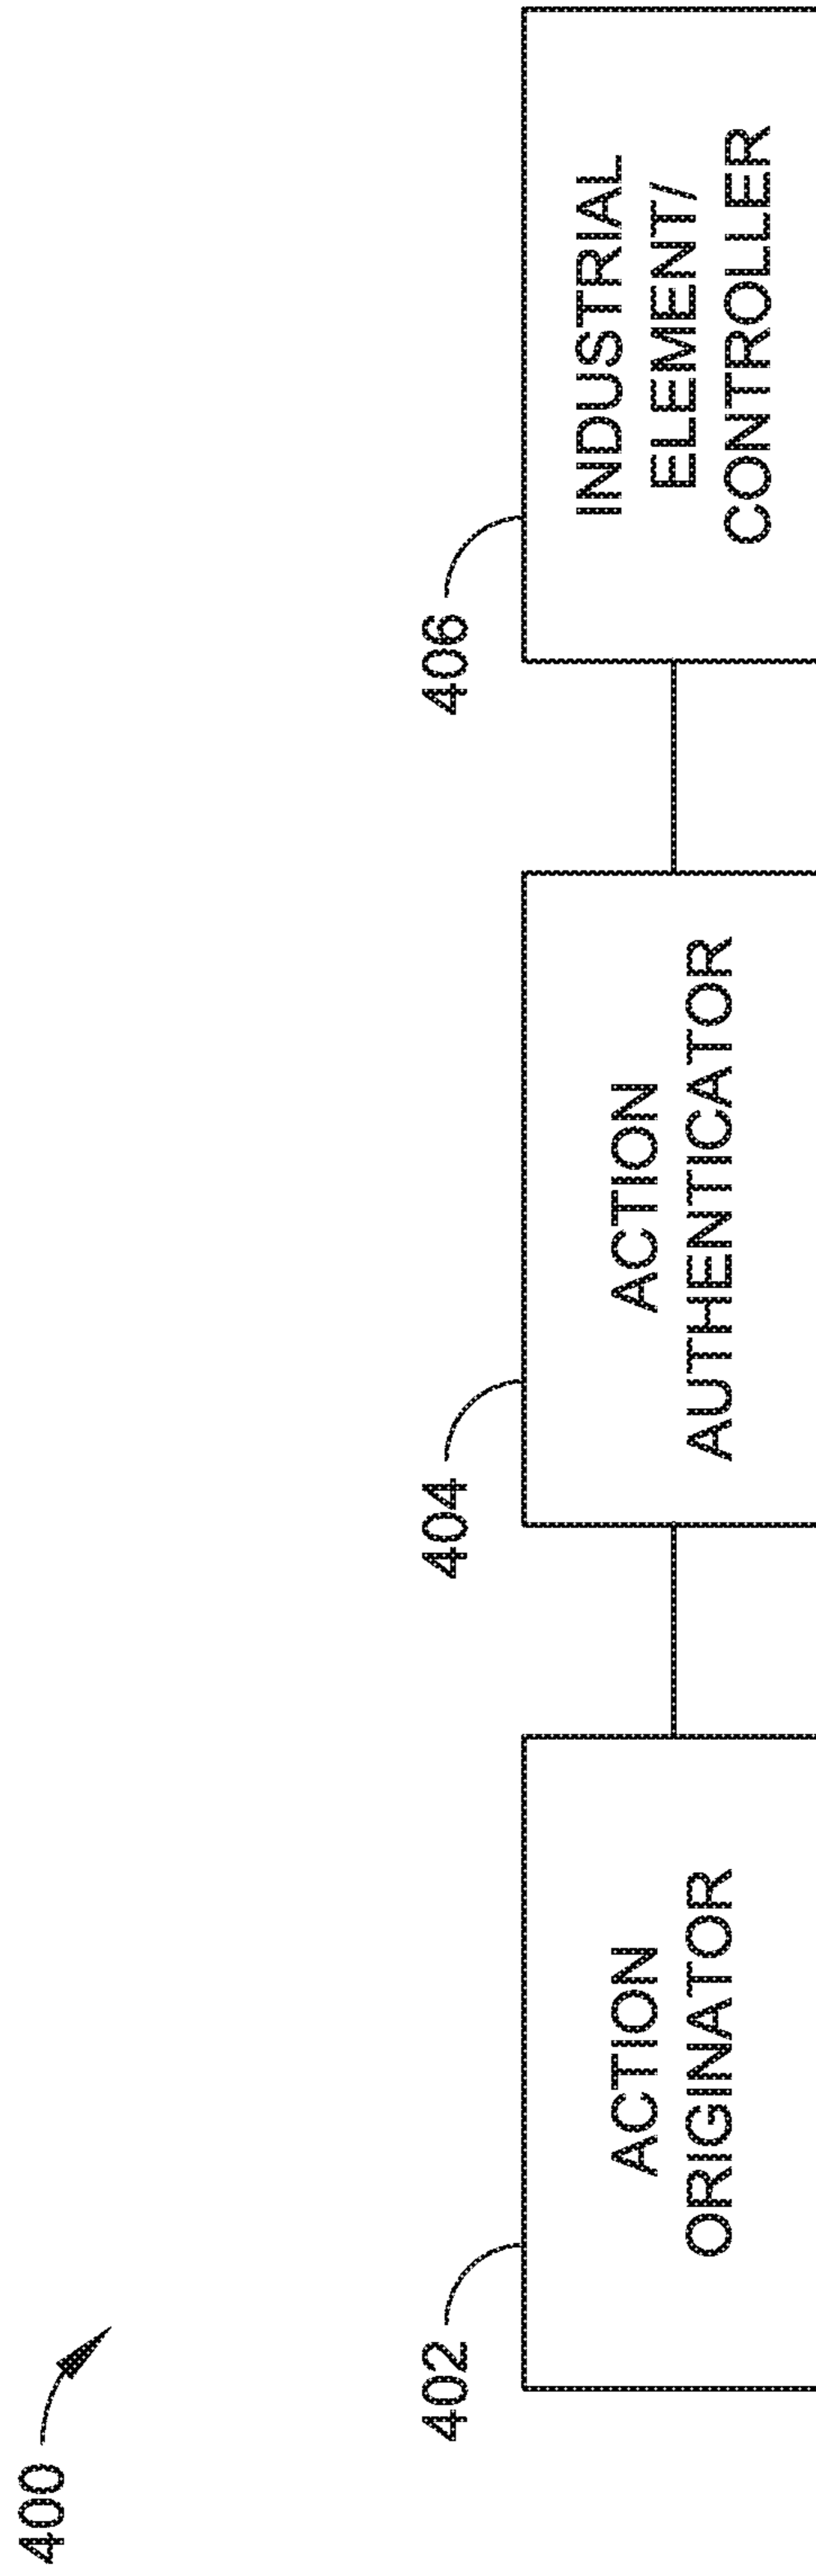 400
402
404
406
ACTION
ORIGINATOR
ACTION
AUTHENTICATOR
INDUSTRIAL
ELEMENT/
CONTROLLER